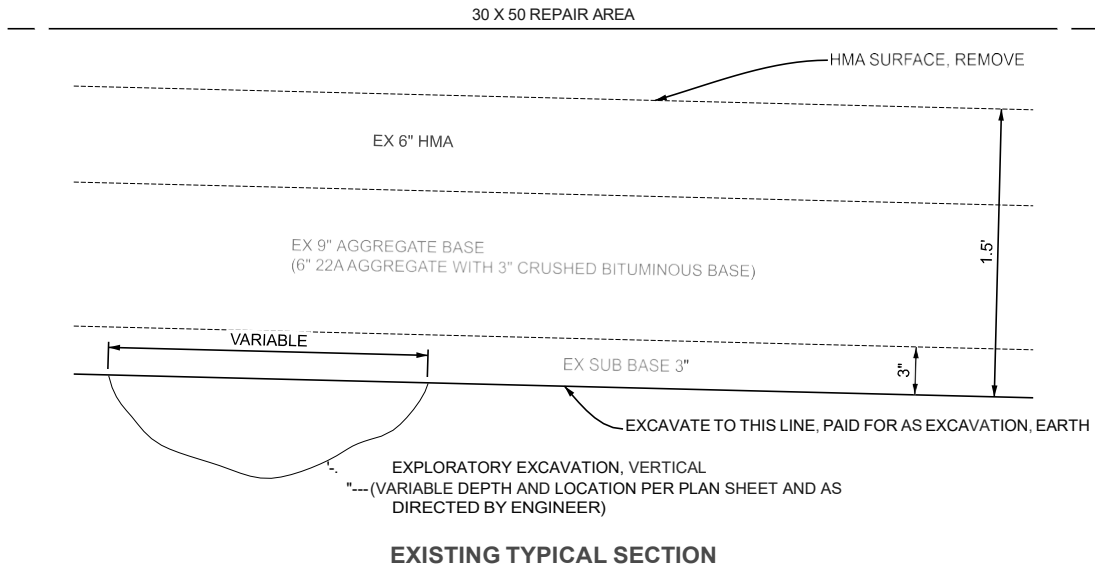 30 X 50 REPAIR AREA
HMA SURFACE, REMOVE
EX 6" HMA
EX 9" AGGREGATE BASE
(6" 22A AGGREGATE WITH 3" CRUSHED BITUMINOUS BASE)
1.5'
VARIABLE
EX SUB BASE 3"
3"
EXCAVATE TO THIS LINE, PAID FOR AS EXCAVATION, EARTH
EXPLORATORY EXCAVATION, VERTICAL
(VARIABLE DEPTH AND LOCATION PER PLAN SHEET AND AS
DIRECTED BY ENGINEER)
EXISTING TYPICAL SECTION